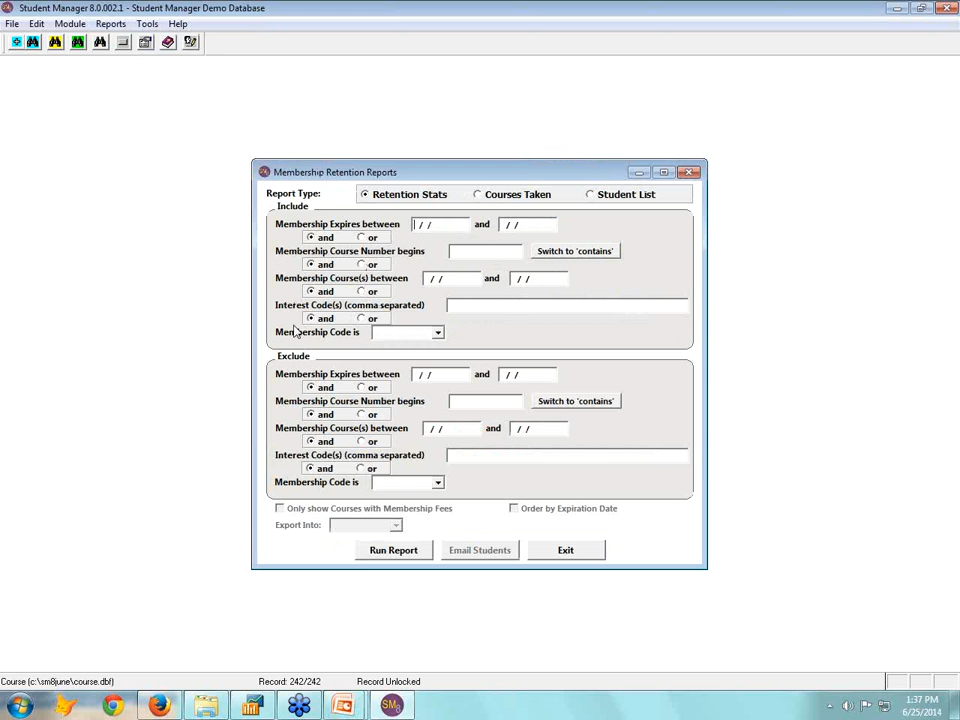 Student Manager 8.0.002.1 - Student Manager Demo Database
File Edit Module Reports Tools Help
Membership Retention Reports
Report Type: Retention Stats Courses Taken Student List
Include
Membership Expires between / / and / /
and or
Membership Course Number begins Switch to 'contains'
and or
Membership Course(s) between / / and / /
and or
Interest Code(s) (comma separated)
and or
Membership Code is
Exclude
Membership Expires between / / and / /
and or
Membership Course Number begins Switch to 'contains'
and or
Membership Course(s) between / / and / /
and or
Interest Code(s) (comma separated)
and or
Membership Code is
Only show Courses with Membership Fees Order by Expiration Date
Export Into:
Run Report Email Students Exit
Course (c:\sm8june\course.dbf) Record: 242/242 Record Unlocked
SM8
1:37 PM
6/25/2014